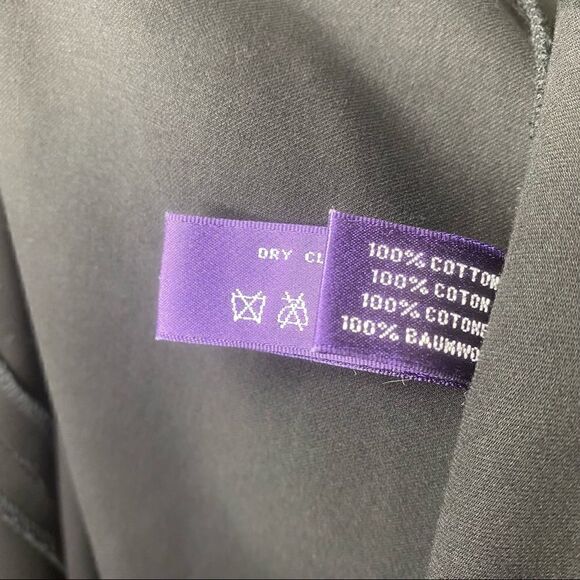 DRY CL
100% COTTON
100% COTON
100% COTONE
100% BAUMWO